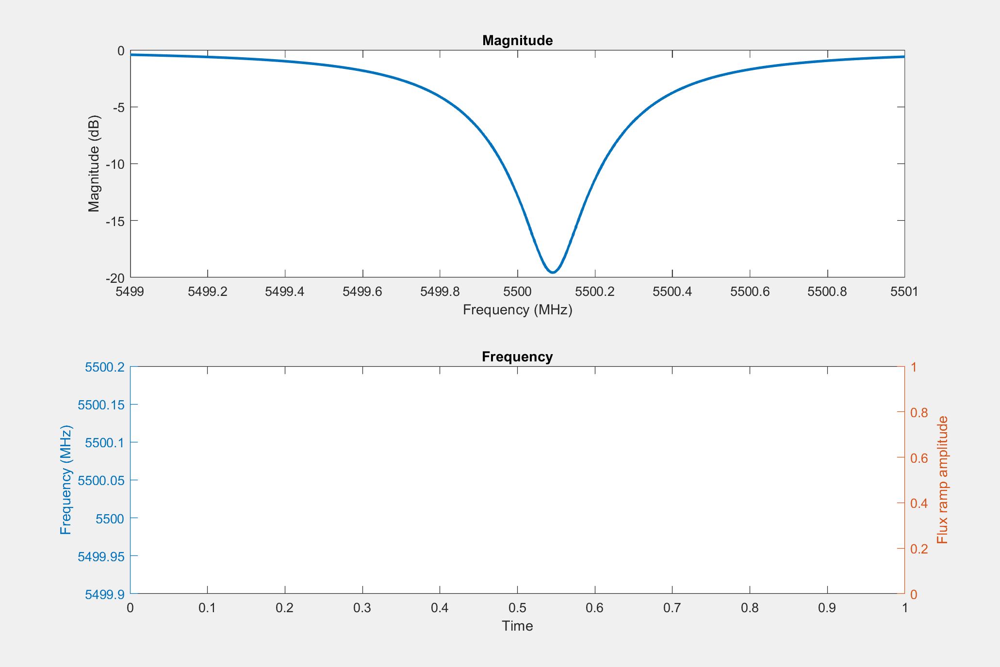 Magnitude
0
-5
-10
-15
-20
Magnitude (dB)
5499 5499.2 5499.4 5499.6 5499.8 5500 5500.2 5500.4 5500.6 5500.8 5501
Frequency (MHz)
Frequency
5500.2
5500.15
5500.1
5500.05
5500
5499.95
5499.9
Frequency (MHz)
1
0.8
0.6
0.4
0.2
0
Flux ramp amplitude
0 0.1 0.2 0.3 0.4 0.5 0.6 0.7 0.8 0.9 1
Time